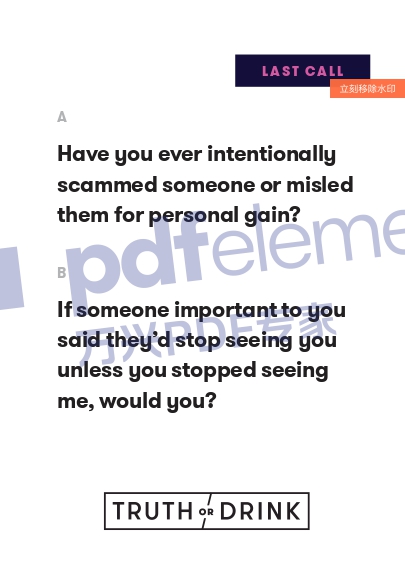 LAST CALL
立刻移除水印
A
Have you ever intentionally
scammed someone or misled
them for personal gain?
pdfeleme
B
If someone important to you
said they'd stop seeing you
万兴PDF专家
unless you stopped seeing
me, would you?
TRUTH OR DRINK